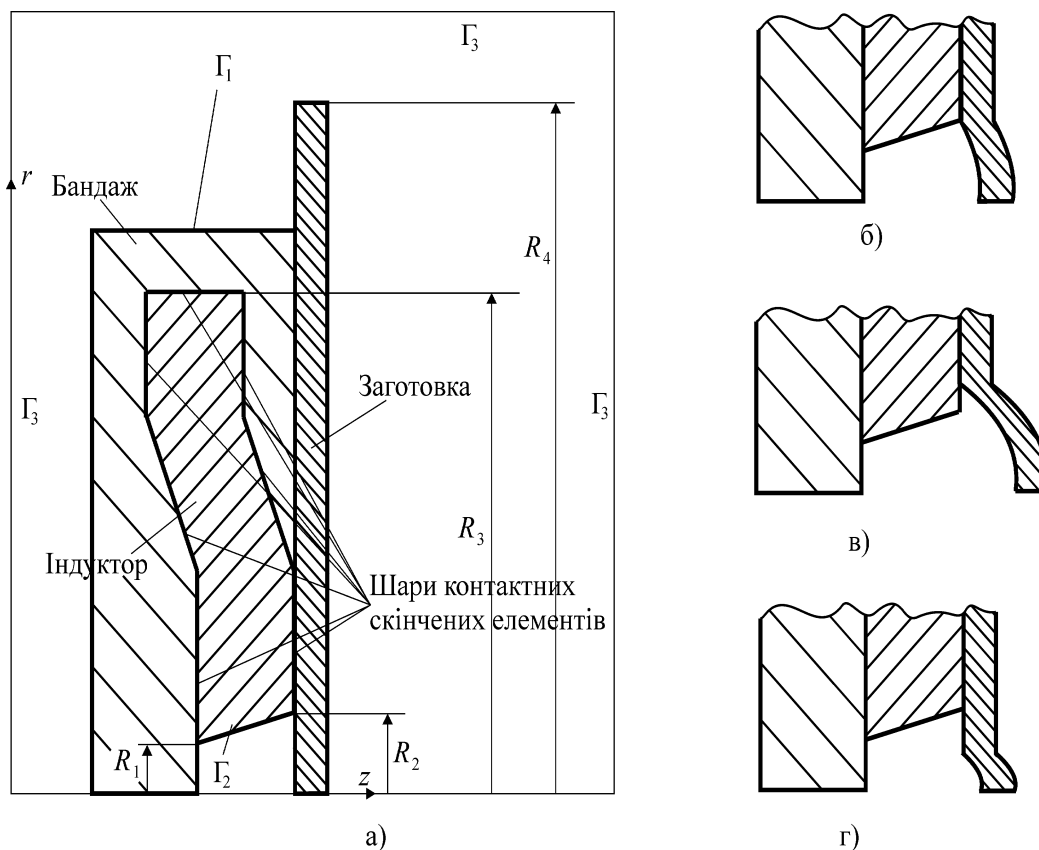 Γ₃
Γ₁
r
Бандаж
R₄
б)
Заготовка
Γ₃
Γ₃
R₃
Індуктор
в)
Шари контактних
скінчених елементів
R₁
Γ₂
R₂
z
а)
г)